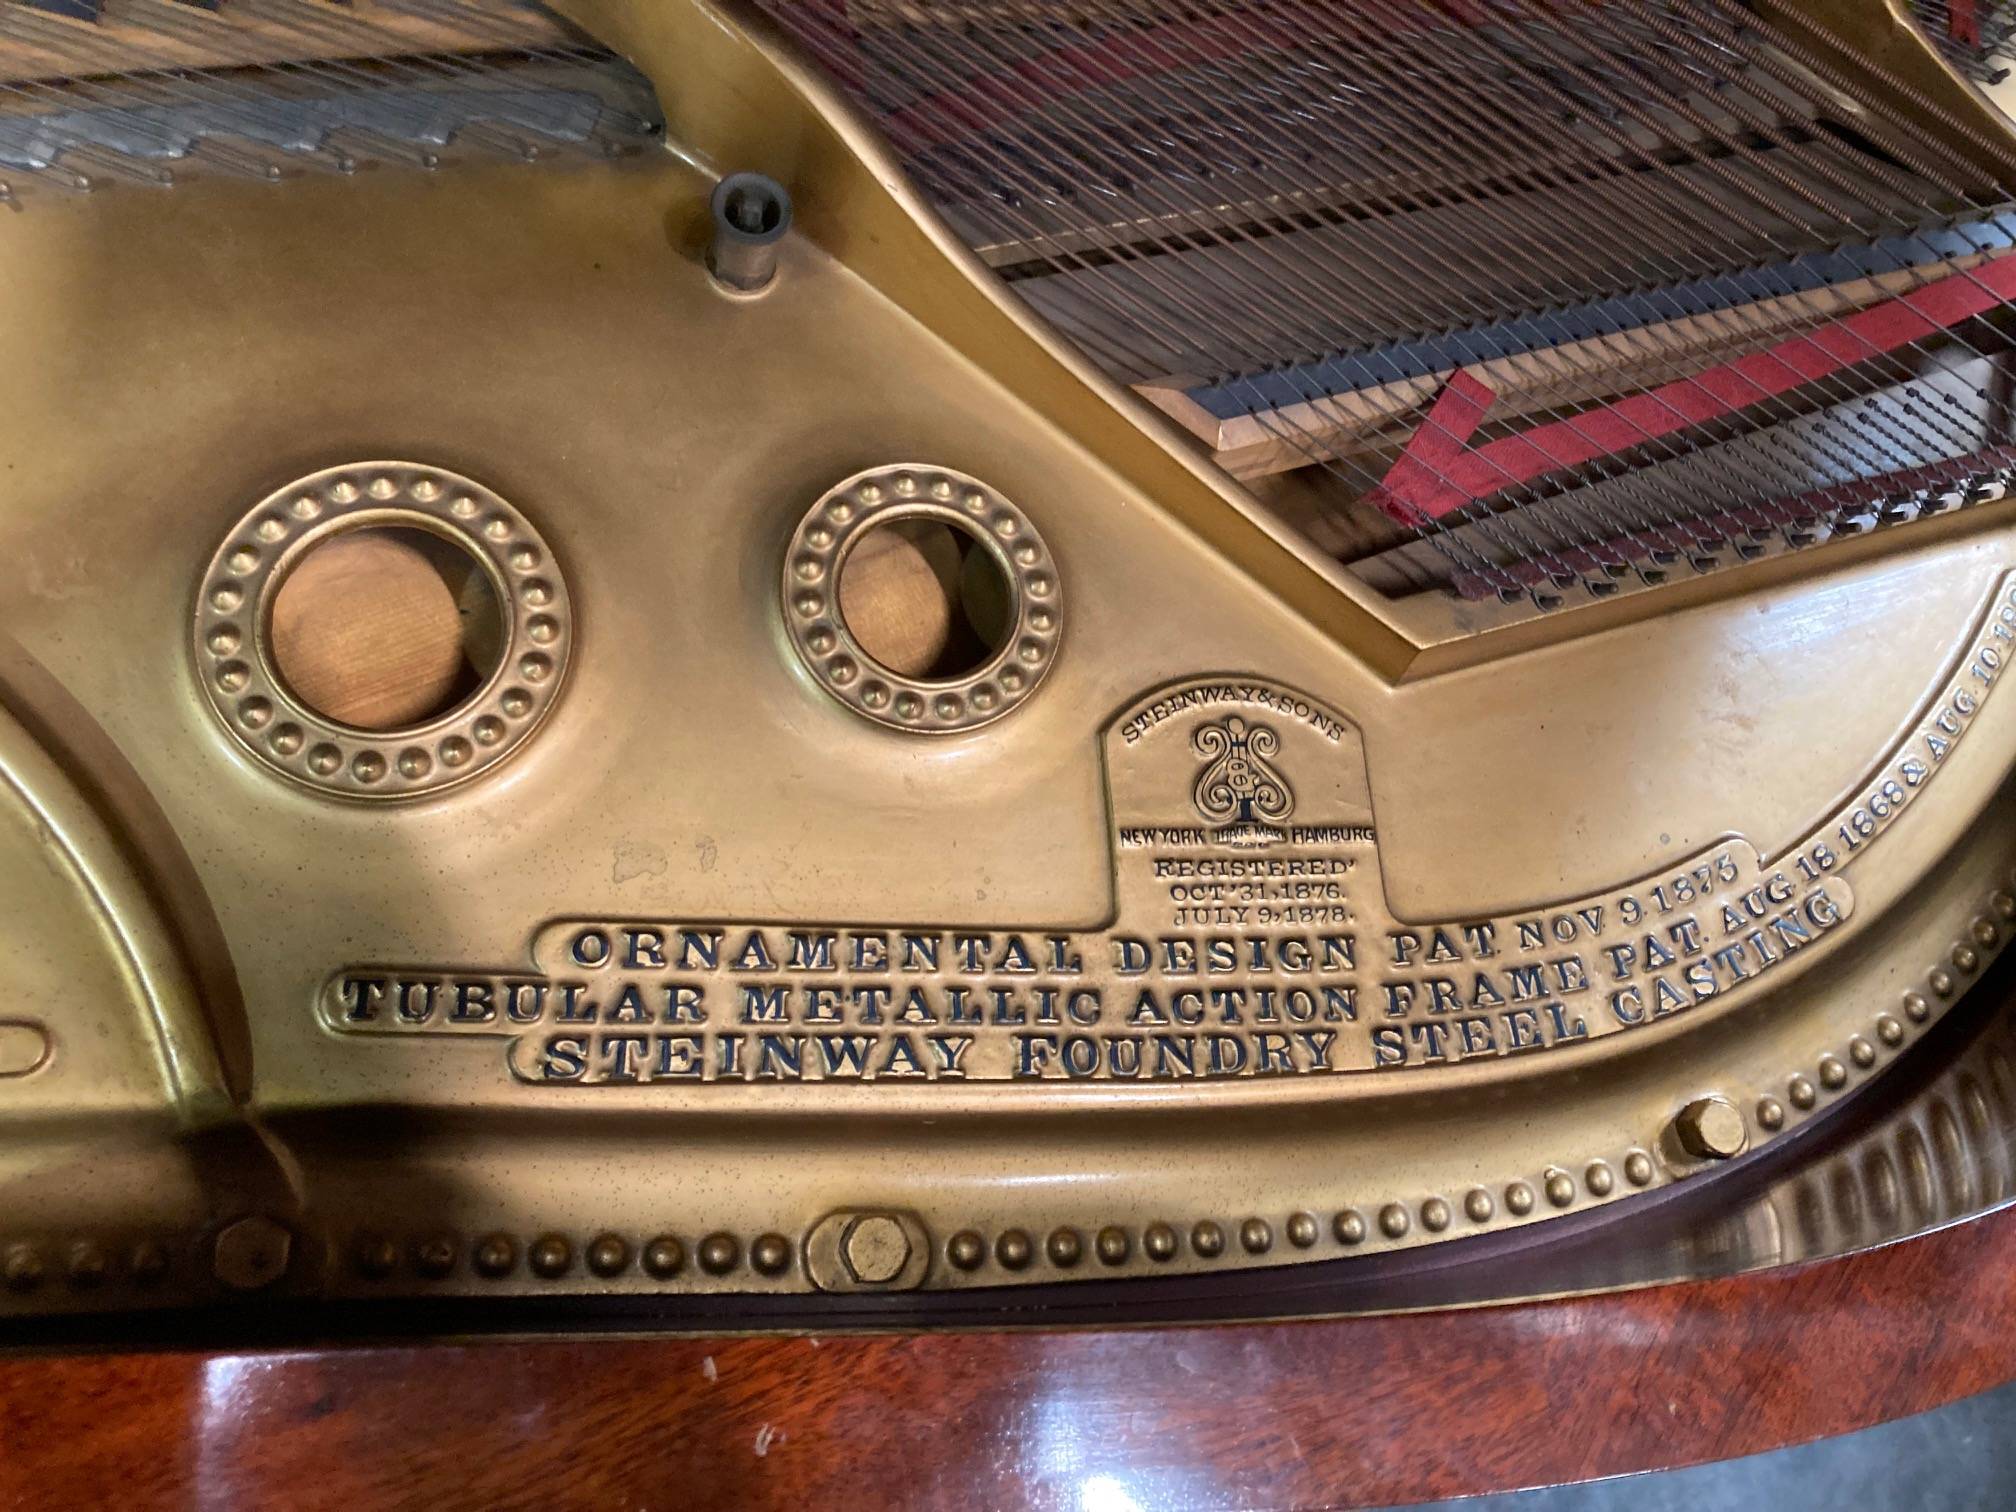 STEINWAY & SONS
NEW YORK TRADE MARK HAMBURG
REGISTERED'
OCT' 31, 1876.
JULY 9, 1878.
ORNAMENTAL DESIGN PAT. NOV 9. 1875
TUBULAR METALLIC ACTION FRAME PAT. AUG 18 1868 & AUG 10.
STEINWAY FOUNDRY STEEL CASTING